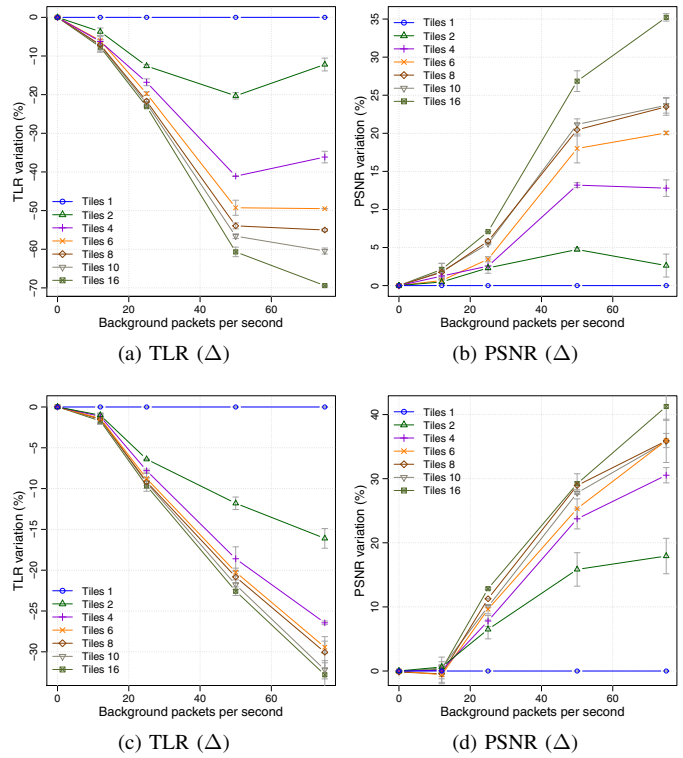 0
-10
-20
-30
-40
-50
-60
-70
TLR variation (%)
Tiles 1
Tiles 2
Tiles 4
Tiles 6
Tiles 8
Tiles 10
Tiles 16
0 20 40 60
Background packets per second
(a) TLR (Δ)
35
30
25
20
15
10
5
0
PSNR variation (%)
Tiles 1
Tiles 2
Tiles 4
Tiles 6
Tiles 8
Tiles 10
Tiles 16
0 20 40 60
Background packets per second
(b) PSNR (Δ)
0
-5
-10
-15
-20
-25
-30
TLR variation (%)
Tiles 1
Tiles 2
Tiles 4
Tiles 6
Tiles 8
Tiles 10
Tiles 16
0 20 40 60
Background packets per second
(c) TLR (Δ)
40
30
20
10
0
PSNR variation (%)
Tiles 1
Tiles 2
Tiles 4
Tiles 6
Tiles 8
Tiles 10
Tiles 16
0 20 40 60
Background packets per second
(d) PSNR (Δ)